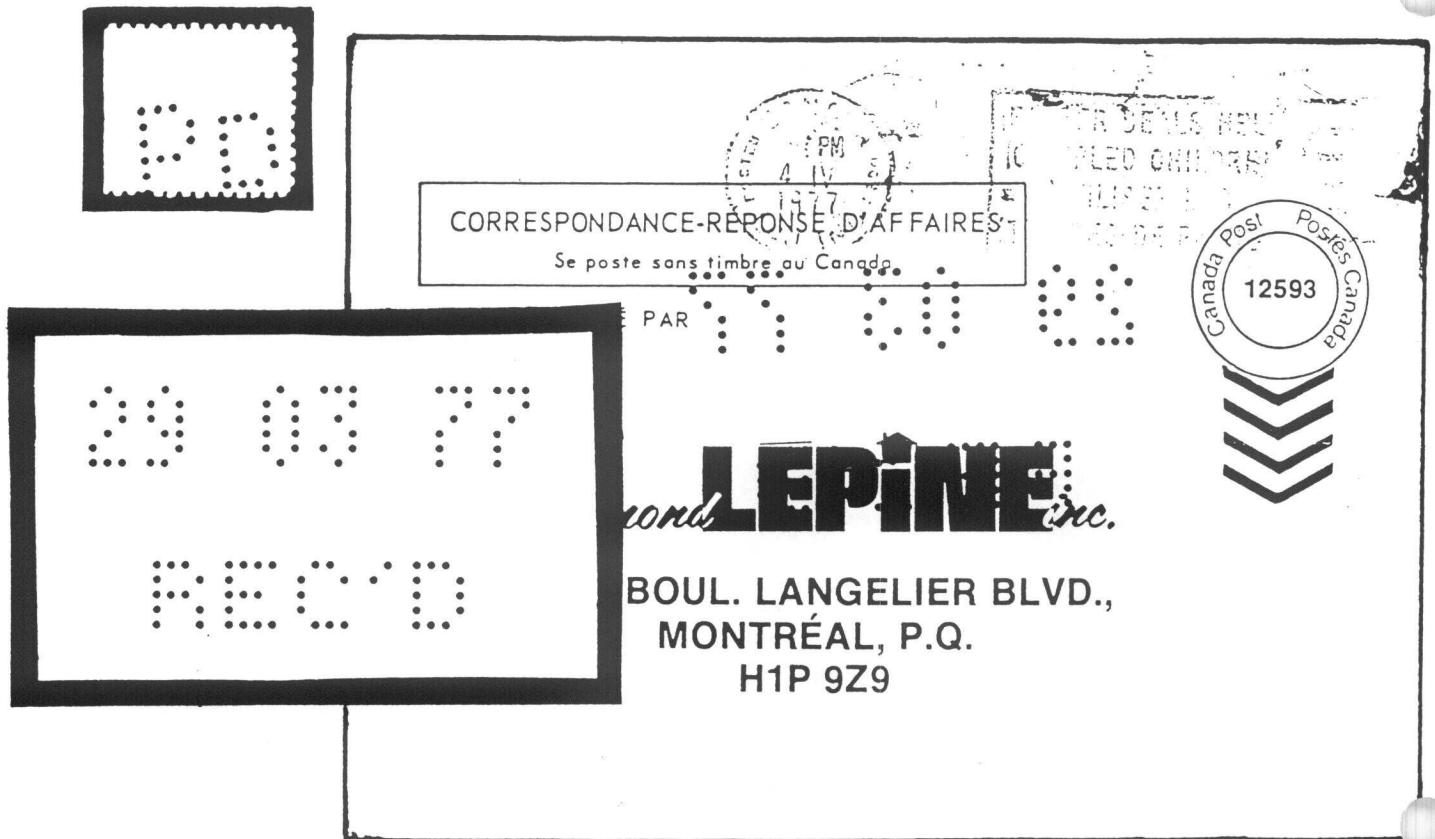 PD
1 PM
4 IV
1977
CORRESPONDANCE-RÉPONSE D'AFFAIRES
Se poste sans timbre au Canada
PAR
Canada Post Postes Canada
12593
29 03 77
REC'D
LEPiNE inc.
BOUL. LANGELIER BLVD.,
MONTRÉAL, P.Q.
H1P 9Z9